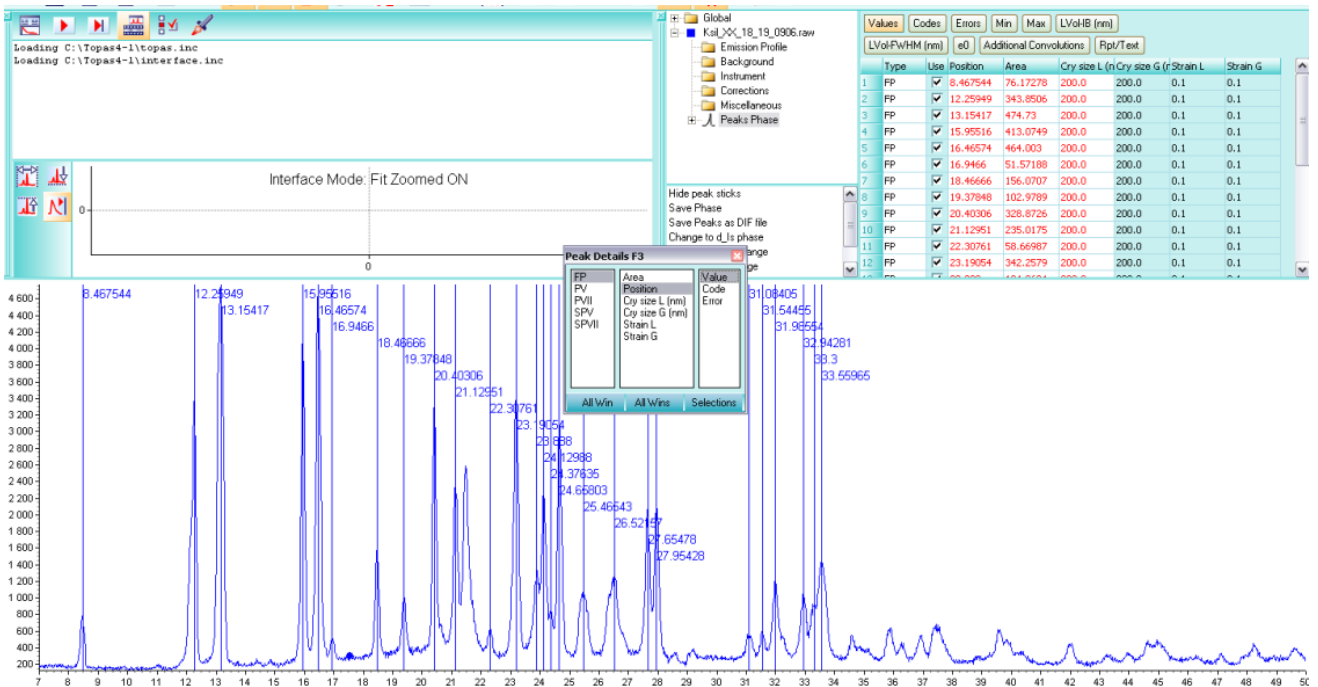 Loading C:\Topas4-1\topas.inc
Loading C:\Topas4-1\interface.inc
Interface Mode: Fit Zoomed ON
0
0
Global
Ksil_XX_18_19_0906.raw
Emission Profile
Background
Instrument
Corrections
Miscellaneous
Peaks Phase
Hide peak sticks
Save Phase
Save Peaks as DIF file
Change to d_Is phase
ange
ge
Values Codes Errors Min Max LVol-IB (nm)
LVol-FWHM (nm) e0 Additional Convolutions Rpt/Text
Type Use Position Area Cry size L (n Cry size G (r Strain L Strain G
1 FP 8.467544 76.17278 200.0 200.0 0.1 0.1
2 FP 12.25949 343.8506 200.0 200.0 0.1 0.1
3 FP 13.15417 474.73 200.0 200.0 0.1 0.1
4 FP 15.95516 413.0749 200.0 200.0 0.1 0.1
5 FP 16.46574 464.003 200.0 200.0 0.1 0.1
6 FP 16.9466 51.57188 200.0 200.0 0.1 0.1
7 FP 18.46666 156.0707 200.0 200.0 0.1 0.1
8 FP 19.37848 102.9789 200.0 200.0 0.1 0.1
9 FP 20.40306 328.8726 200.0 200.0 0.1 0.1
10 FP 21.12951 235.0175 200.0 200.0 0.1 0.1
11 FP 22.30761 58.66987 200.0 200.0 0.1 0.1
12 FP 23.19054 342.2579 200.0 200.0 0.1 0.1
Peak Details F3
FP Area Value
PV Position Code
PVII Cry size L (nm) Error
SPV Cry size G (nm)
SPVII Strain L
Strain G
All Win All Wins Selections
8.467544
12.25949
13.15417
15.95516
16.46574
16.9466
18.46666
19.37848
20.40306
21.12951
22.30761
23.19054
23.888
24.12988
24.37635
24.65803
25.46543
26.52157
27.65478
27.95428
31.08405
31.54455
31.98554
32.94281
33.3
33.55965
4 600
4 400
4 200
4 000
3 800
3 600
3 400
3 200
3 000
2 800
2 600
2 400
2 200
2 000
1 800
1 600
1 400
1 200
1 000
800
600
400
200
7 8 9 10 11 12 13 14 15 16 17 18 19 20 21 22 23 24 25 26 27 28 29 30 31 32 33 34 35 36 37 38 39 40 41 42 43 44 45 46 47 48 49 50